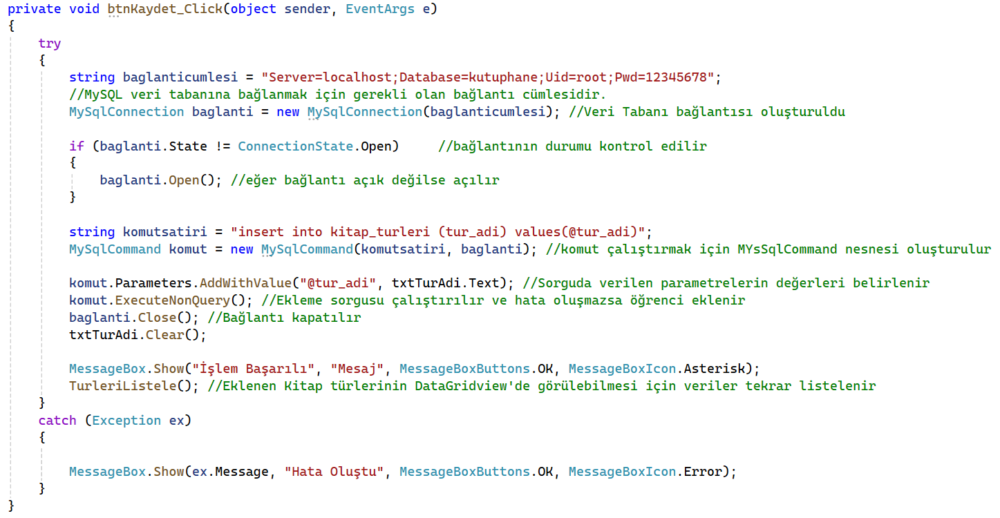 private void btnKaydet_Click(object sender, EventArgs e)
{
    try
    {
        string baglanticumlesi = "Server=localhost;Database=kutuphane;Uid=root;Pwd=12345678";
        //MySQL veri tabanına bağlanmak için gerekli olan bağlantı cümlesidir.
        MySqlConnection baglanti = new MySqlConnection(baglanticumlesi); //Veri Tabanı bağlantısı oluşturuldu

        if (baglanti.State != ConnectionState.Open)     //bağlantının durumu kontrol edilir
        {
            baglanti.Open(); //eğer bağlantı açık değilse açılır
        }

        string komutsatiri = "insert into kitap_turleri (tur_adi) values(@tur_adi)";
        MySqlCommand komut = new MySqlCommand(komutsatiri, baglanti); //komut çalıştırmak için MYsSqlCommand nesnesi oluşturulur

        komut.Parameters.AddWithValue("@tur_adi", txtTurAdi.Text); //Sorguda verilen parametrelerin değerleri belirlenir
        komut.ExecuteNonQuery(); //Ekleme sorgusu çalıştırılır ve hata oluşmazsa öğrenci eklenir
        baglanti.Close(); //Bağlantı kapatılır
        txtTurAdi.Clear();

        MessageBox.Show("İşlem Başarılı", "Mesaj", MessageBoxButtons.OK, MessageBoxIcon.Asterisk);
        TurleriListele(); //Eklenen Kitap türlerinin DataGridview'de görülebilmesi için veriler tekrar listelenir
    }
    catch (Exception ex)
    {

        MessageBox.Show(ex.Message, "Hata Oluştu", MessageBoxButtons.OK, MessageBoxIcon.Error);
    }
}